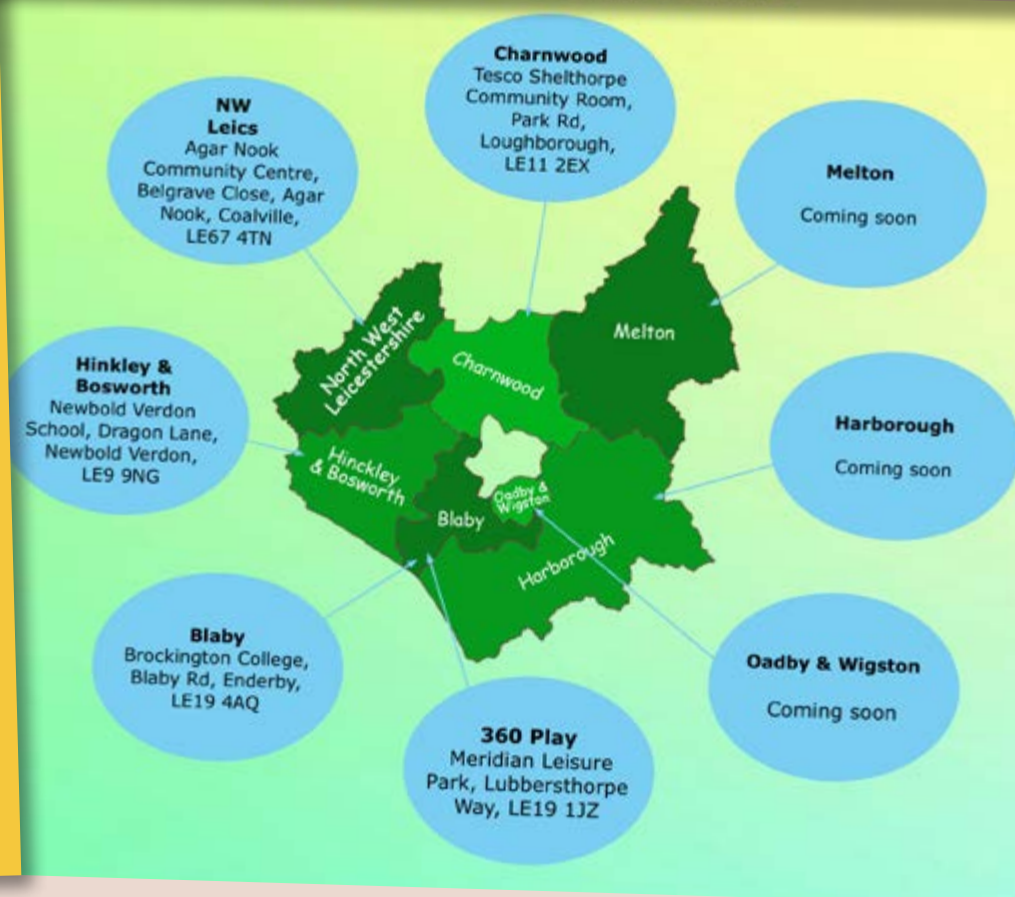 Charnwood
Tesco Shelthorpe
Community Room,
Park Rd,
Loughborough,
LE11 2EX
NW
Leics
Agar Nook
Community Centre,
Belgrave Close, Agar
Nook, Coalville,
LE67 4TN
Melton
Coming soon
Hinkley &
Bosworth
Newbold Verdon
School, Dragon Lane,
Newbold Verdon,
LE9 9NG
Harborough
Coming soon
North West
Leicestershire
Charnwood
Melton
Hinckley
& Bosworth
Blaby
Oadby &
Wigston
Harborough
Blaby
Brockington College,
Blaby Rd, Enderby,
LE19 4AQ
360 Play
Meridian Leisure
Park, Lubbersthorpe
Way, LE19 1JZ
Oadby & Wigston
Coming soon